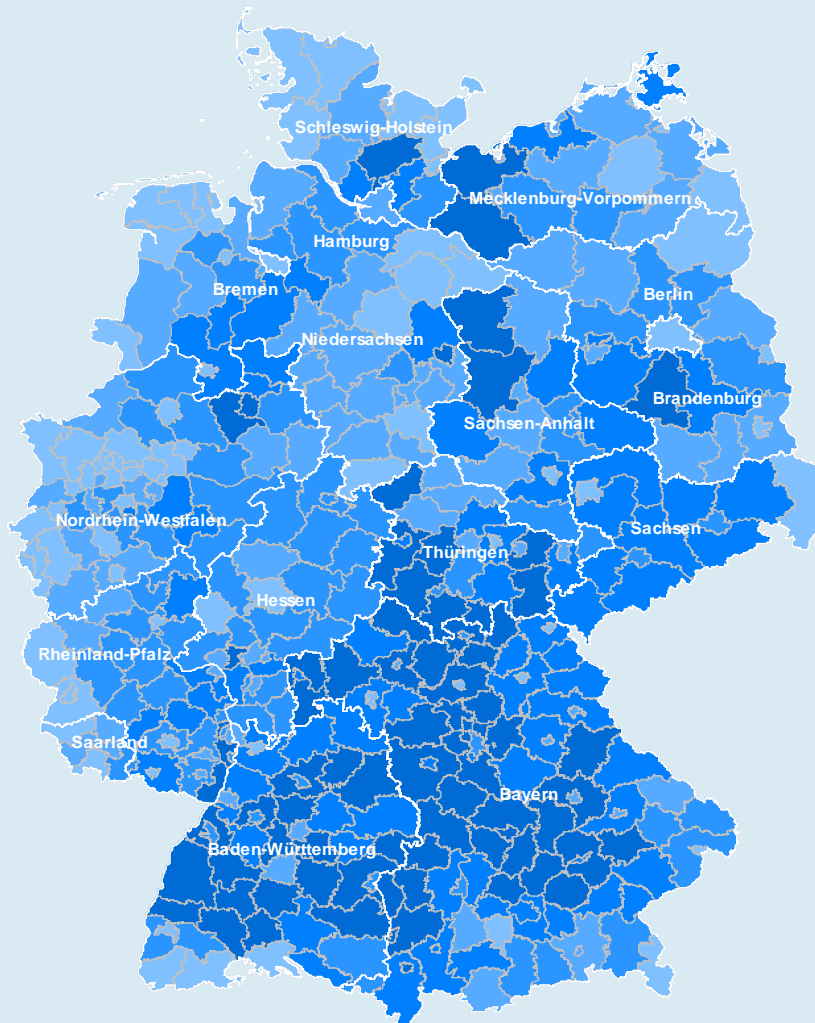 Schleswig-Holstein
Mecklenburg-Vorpommern
Hamburg
Bremen
Berlin
Niedersachsen
Brandenburg
Sachsen-Anhalt
Nordrhein-Westfalen
Sachsen
Thüringen
Hessen
Rheinland-Pfalz
Saarland
Bayern
Baden-Württemberg